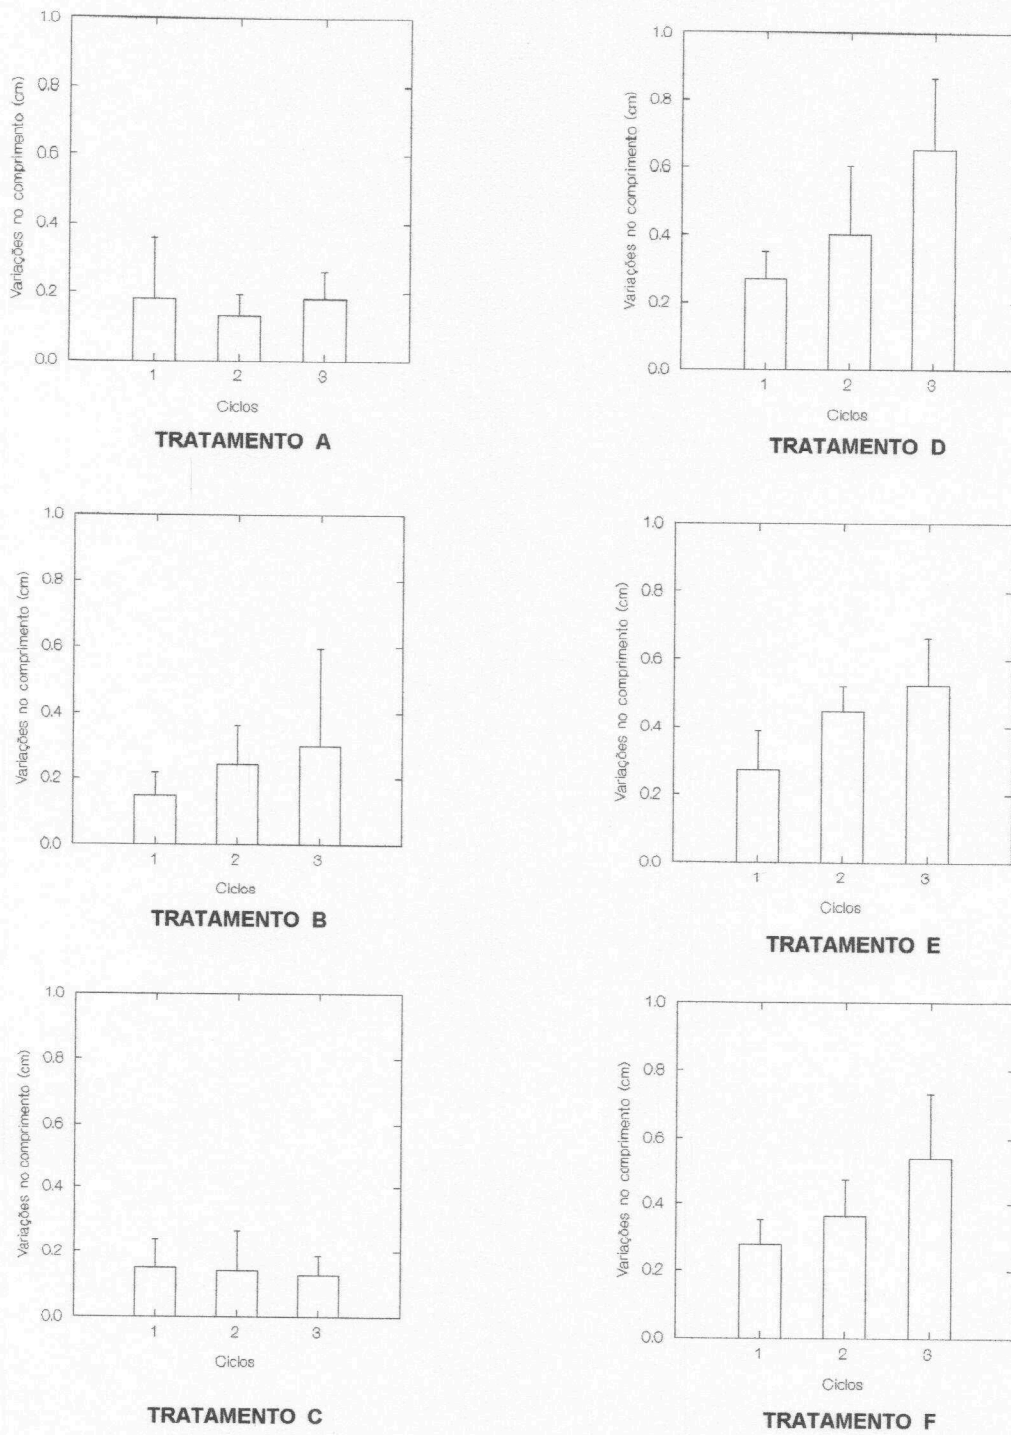 1.0
0.8
0.6
0.4
0.2
0.0
Variações no comprimento (cm)
1 2 3
Ciclos
TRATAMENTO A
1.0
0.8
0.6
0.4
0.2
0.0
Variações no comprimento (cm)
1 2 3
Ciclos
TRATAMENTO D
1.0
0.8
0.6
0.4
0.2
0.0
Variações no comprimento (cm)
1 2 3
Ciclos
TRATAMENTO B
1.0
0.8
0.6
0.4
0.2
0.0
Variações no comprimento (cm)
1 2 3
Ciclos
TRATAMENTO E
1.0
0.8
0.6
0.4
0.2
0.0
Variações no comprimento (cm)
1 2 3
Ciclos
TRATAMENTO C
1.0
0.8
0.6
0.4
0.2
0.0
Variações no comprimento (cm)
1 2 3
Ciclos
TRATAMENTO F